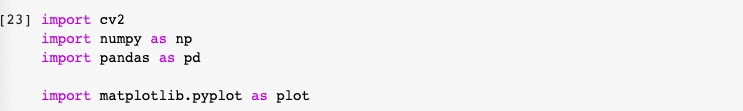 [23] import cv2
import numpy as np
import pandas as pd
import matplotlib.pyplot as plot